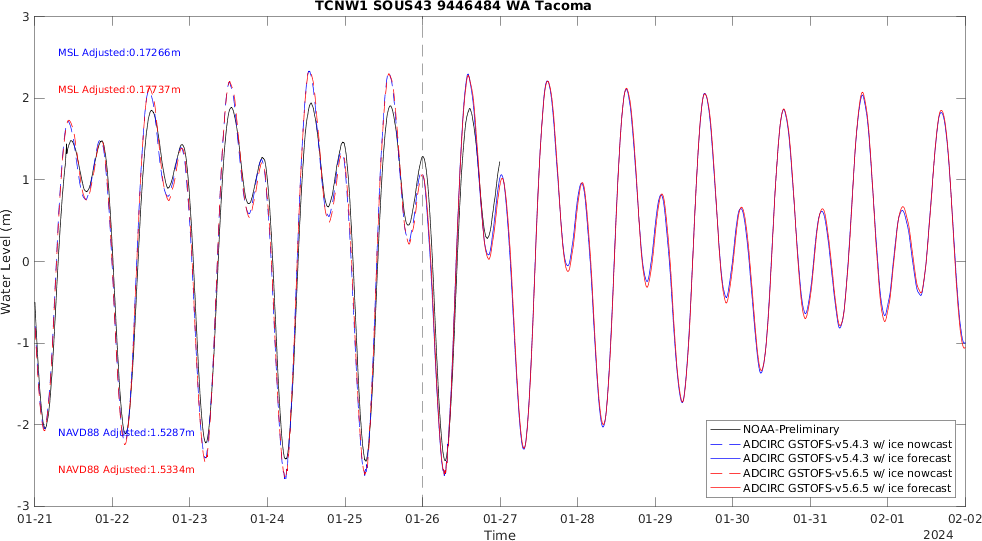 TCNW1 SOUS43 9446484 WA Tacoma
3
2
1
0
-1
-2
-3
Water Level (m)
MSL Adjusted:0.17266m
MSL Adjusted:0.17737m
NAVD88 Adjusted:1.5287m
NAVD88 Adjusted:1.5334m
NOAA-Preliminary
ADCIRC GSTOFS-v5.4.3 w/ ice nowcast
ADCIRC GSTOFS-v5.4.3 w/ ice forecast
ADCIRC GSTOFS-v5.6.5 w/ ice nowcast
ADCIRC GSTOFS-v5.6.5 w/ ice forecast
01-21 01-22 01-23 01-24 01-25 01-26 01-27 01-28 01-29 01-30 01-31 02-01 02-02
Time
2024